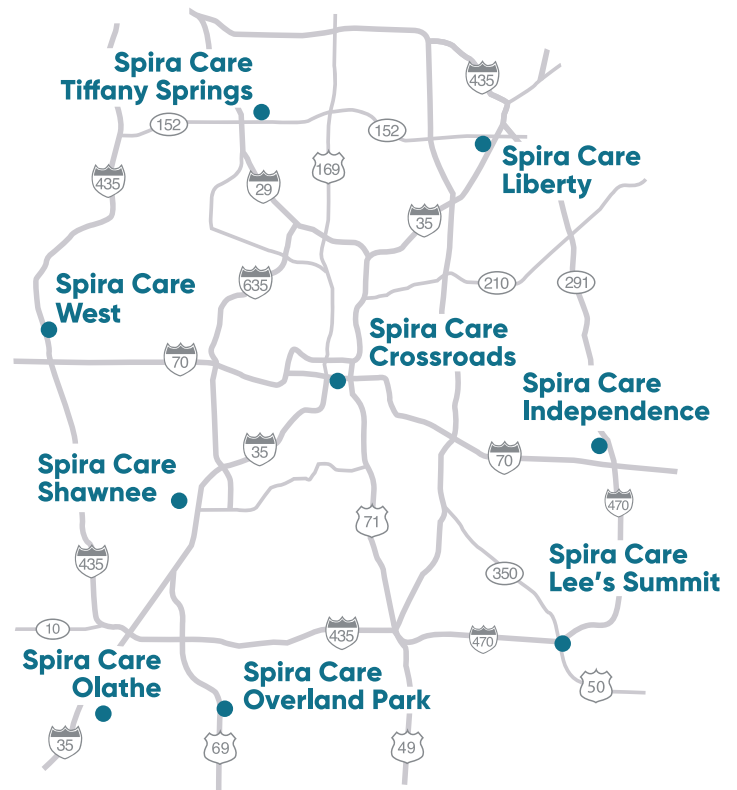 435
Spira Care
Tiffany Springs
152
152
169
435
29
Spira Care
Liberty
35
635
210
291
Spira Care
West
Spira Care
Crossroads
70
Spira Care
Independence
35
70
Spira Care
Shawnee
470
71
Spira Care
Lee's Summit
435
350
10
435
470
Spira Care
Olathe
Spira Care
Overland Park
50
35
69
49